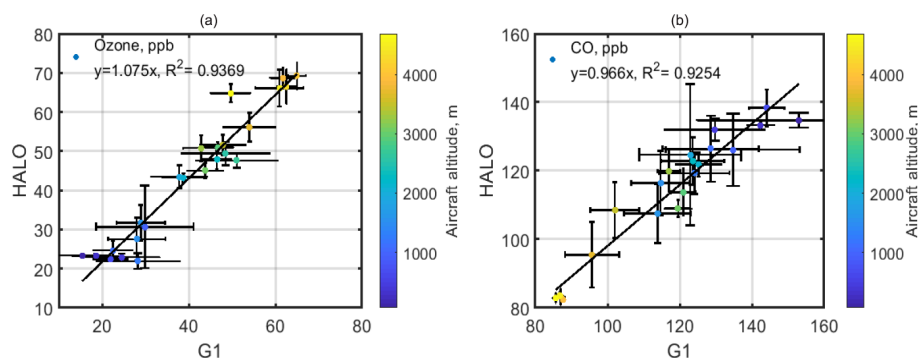 (a)
Ozone, ppb
y=1.075x, R²= 0.9369
HALO
80
70
60
50
40
30
20
10
20
40
60
80
G1
4000
3000
2000
1000
Aircraft altitude, m
(b)
CO, ppb
y=0.966x, R²= 0.9254
HALO
160
140
120
100
80
80
100
120
140
160
G1
4000
3000
2000
1000
Aircraft altitude, m